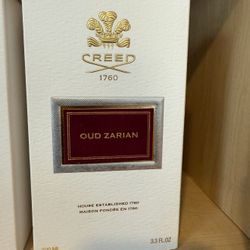 CREED
1760
OUD ZARIAN
HOUSE ESTABLISHED 1760
MAISON FONDÉE EN 1760
3.3 FL.OZ